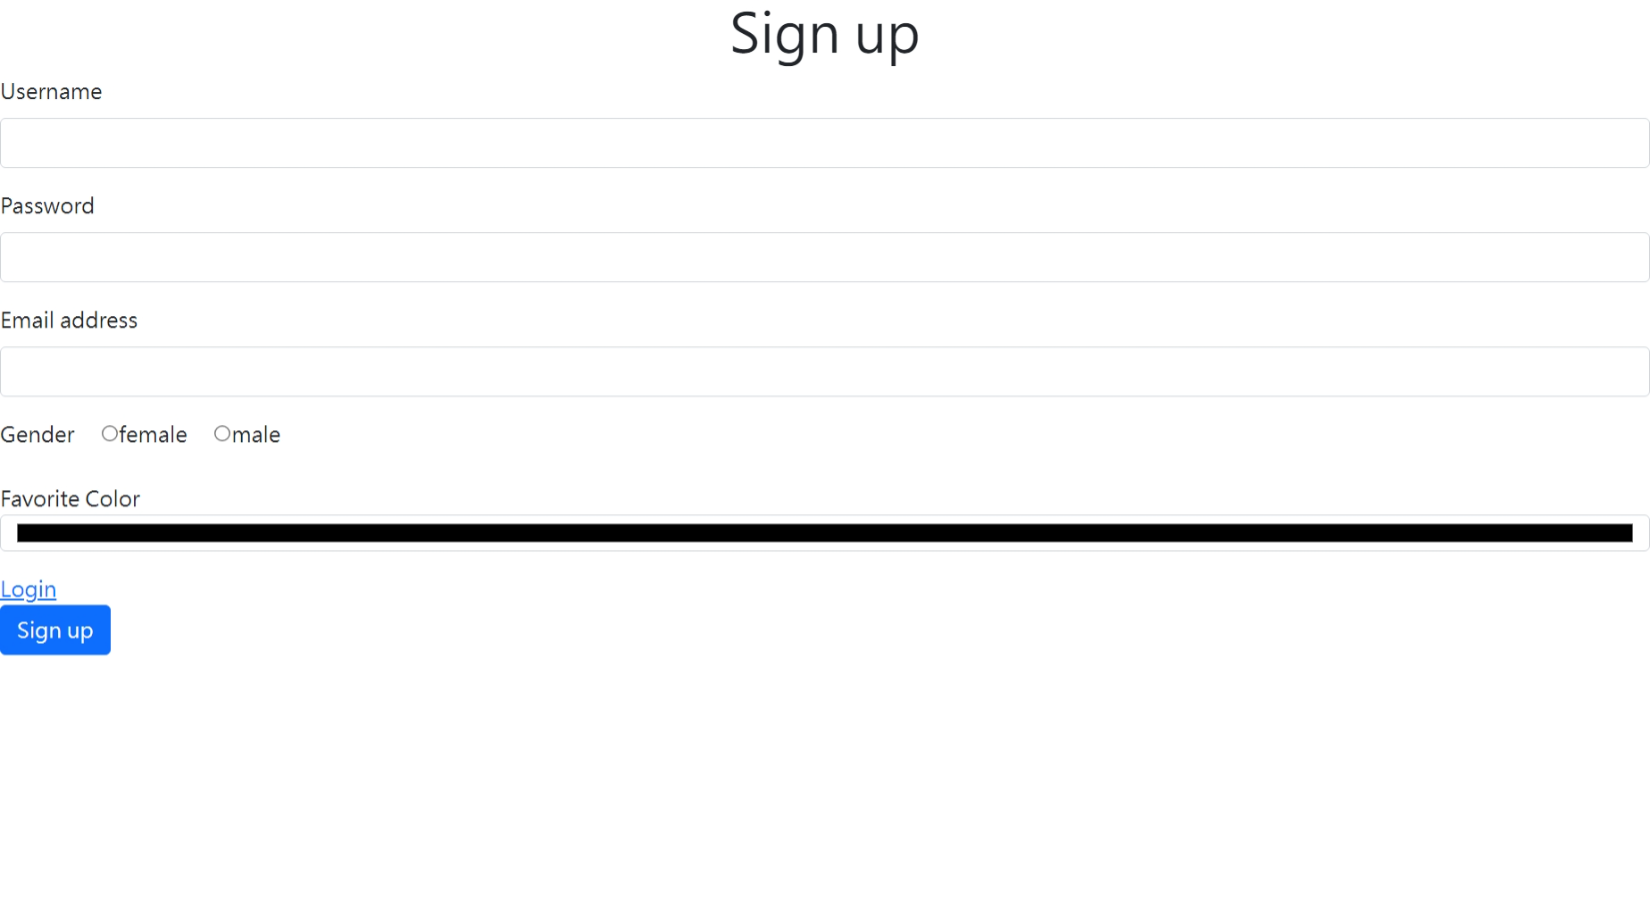 Sign up
Username
Password
Email address
Gender female male
Favorite Color
Login
Sign up